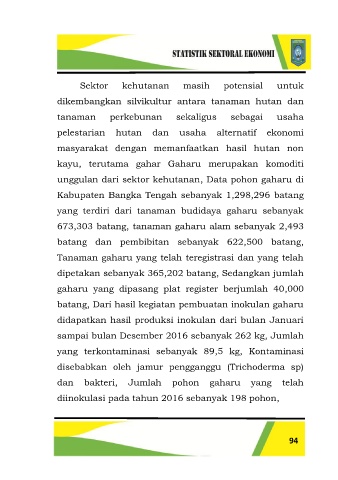 STATISTIK SEKTORAL EKONOMI
Sektor kehutanan masih potensial untuk
dikembangkan silvikultur antara tanaman hutan dan
tanaman perkebunan sekaligus sebagai usaha
pelestarian hutan dan usaha alternatif ekonomi
masyarakat dengan memanfaatkan hasil hutan non
kayu, terutama gahar Gaharu merupakan komoditi
unggulan dari sektor kehutanan, Data pohon gaharu di
Kabupaten Bangka Tengah sebanyak 1,298,296 batang
yang terdiri dari tanaman budidaya gaharu sebanyak
673,303 batang, tanaman gaharu alam sebanyak 2,493
batang dan pembibitan sebanyak 622,500 batang,
Tanaman gaharu yang telah teregistrasi dan yang telah
dipetakan sebanyak 365,202 batang, Sedangkan jumlah
gaharu yang dipasang plat register berjumlah 40,000
batang, Dari hasil kegiatan pembuatan inokulan gaharu
didapatkan hasil produksi inokulan dari bulan Januari
sampai bulan Desember 2016 sebanyak 262 kg, Jumlah
yang terkontaminasi sebanyak 89,5 kg, Kontaminasi
disebabkan oleh jamur pengganggu (Trichoderma sp)
dan bakteri, Jumlah pohon gaharu yang telah
diinokulasi pada tahun 2016 sebanyak 198 pohon,
94